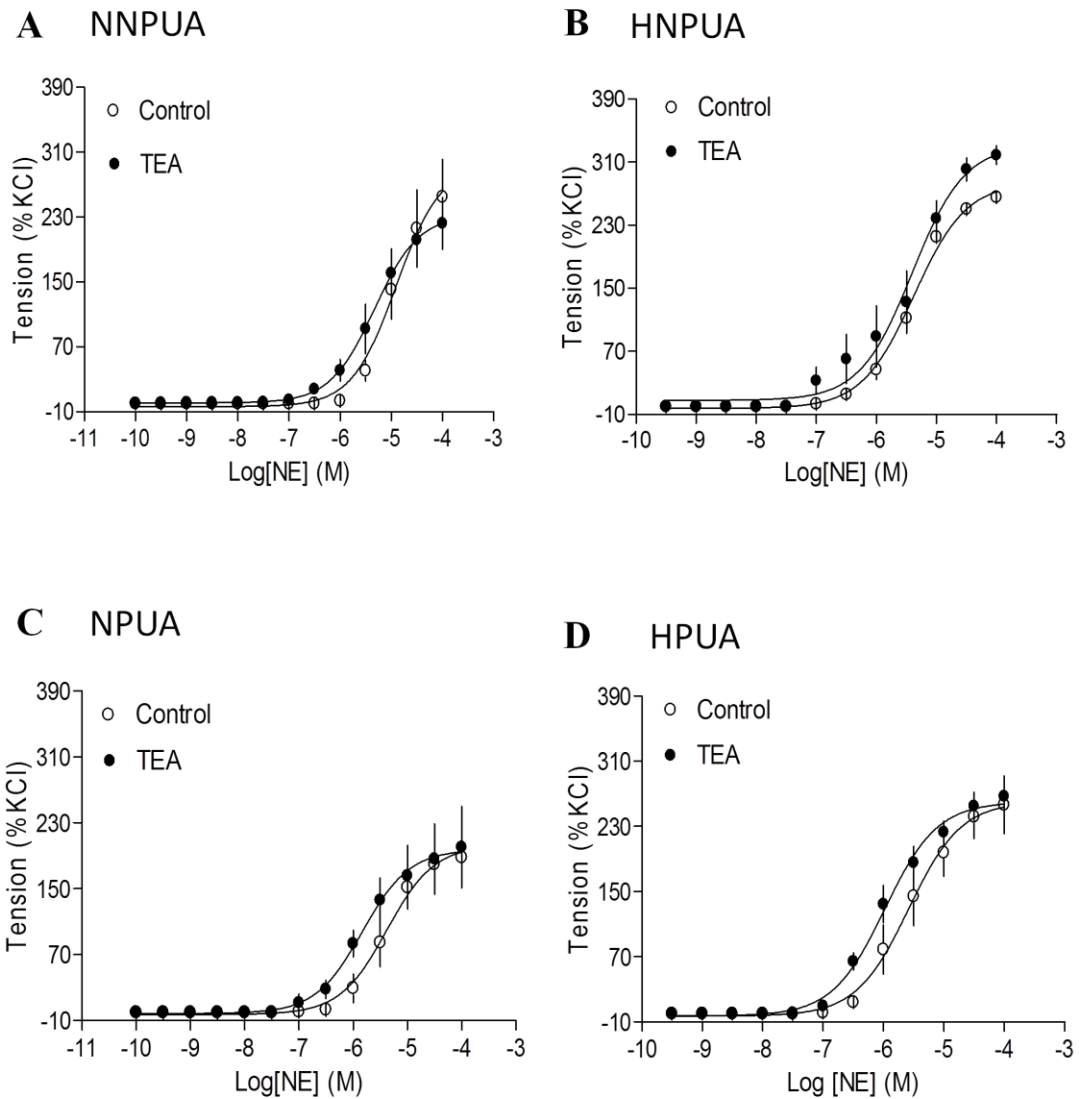 A NNPUA
390
310
230
150
70
-10
Tension (%KCl)
Control
TEA
-11 -10 -9 -8 -7 -6 -5 -4 -3
Log[NE] (M)
B HNPUA
390
310
230
150
70
-10
Tension (%KCl)
Control
TEA
-10 -9 -8 -7 -6 -5 -4 -3
Log[NE] (M)
C NPUA
390
310
230
150
70
-10
Tension (%KCl)
Control
TEA
-11 -10 -9 -8 -7 -6 -5 -4 -3
Log[NE] (M)
D HPUA
390
310
230
150
70
-10
Tension (%KCl)
Control
TEA
-10 -9 -8 -7 -6 -5 -4 -3
Log [NE] (M)